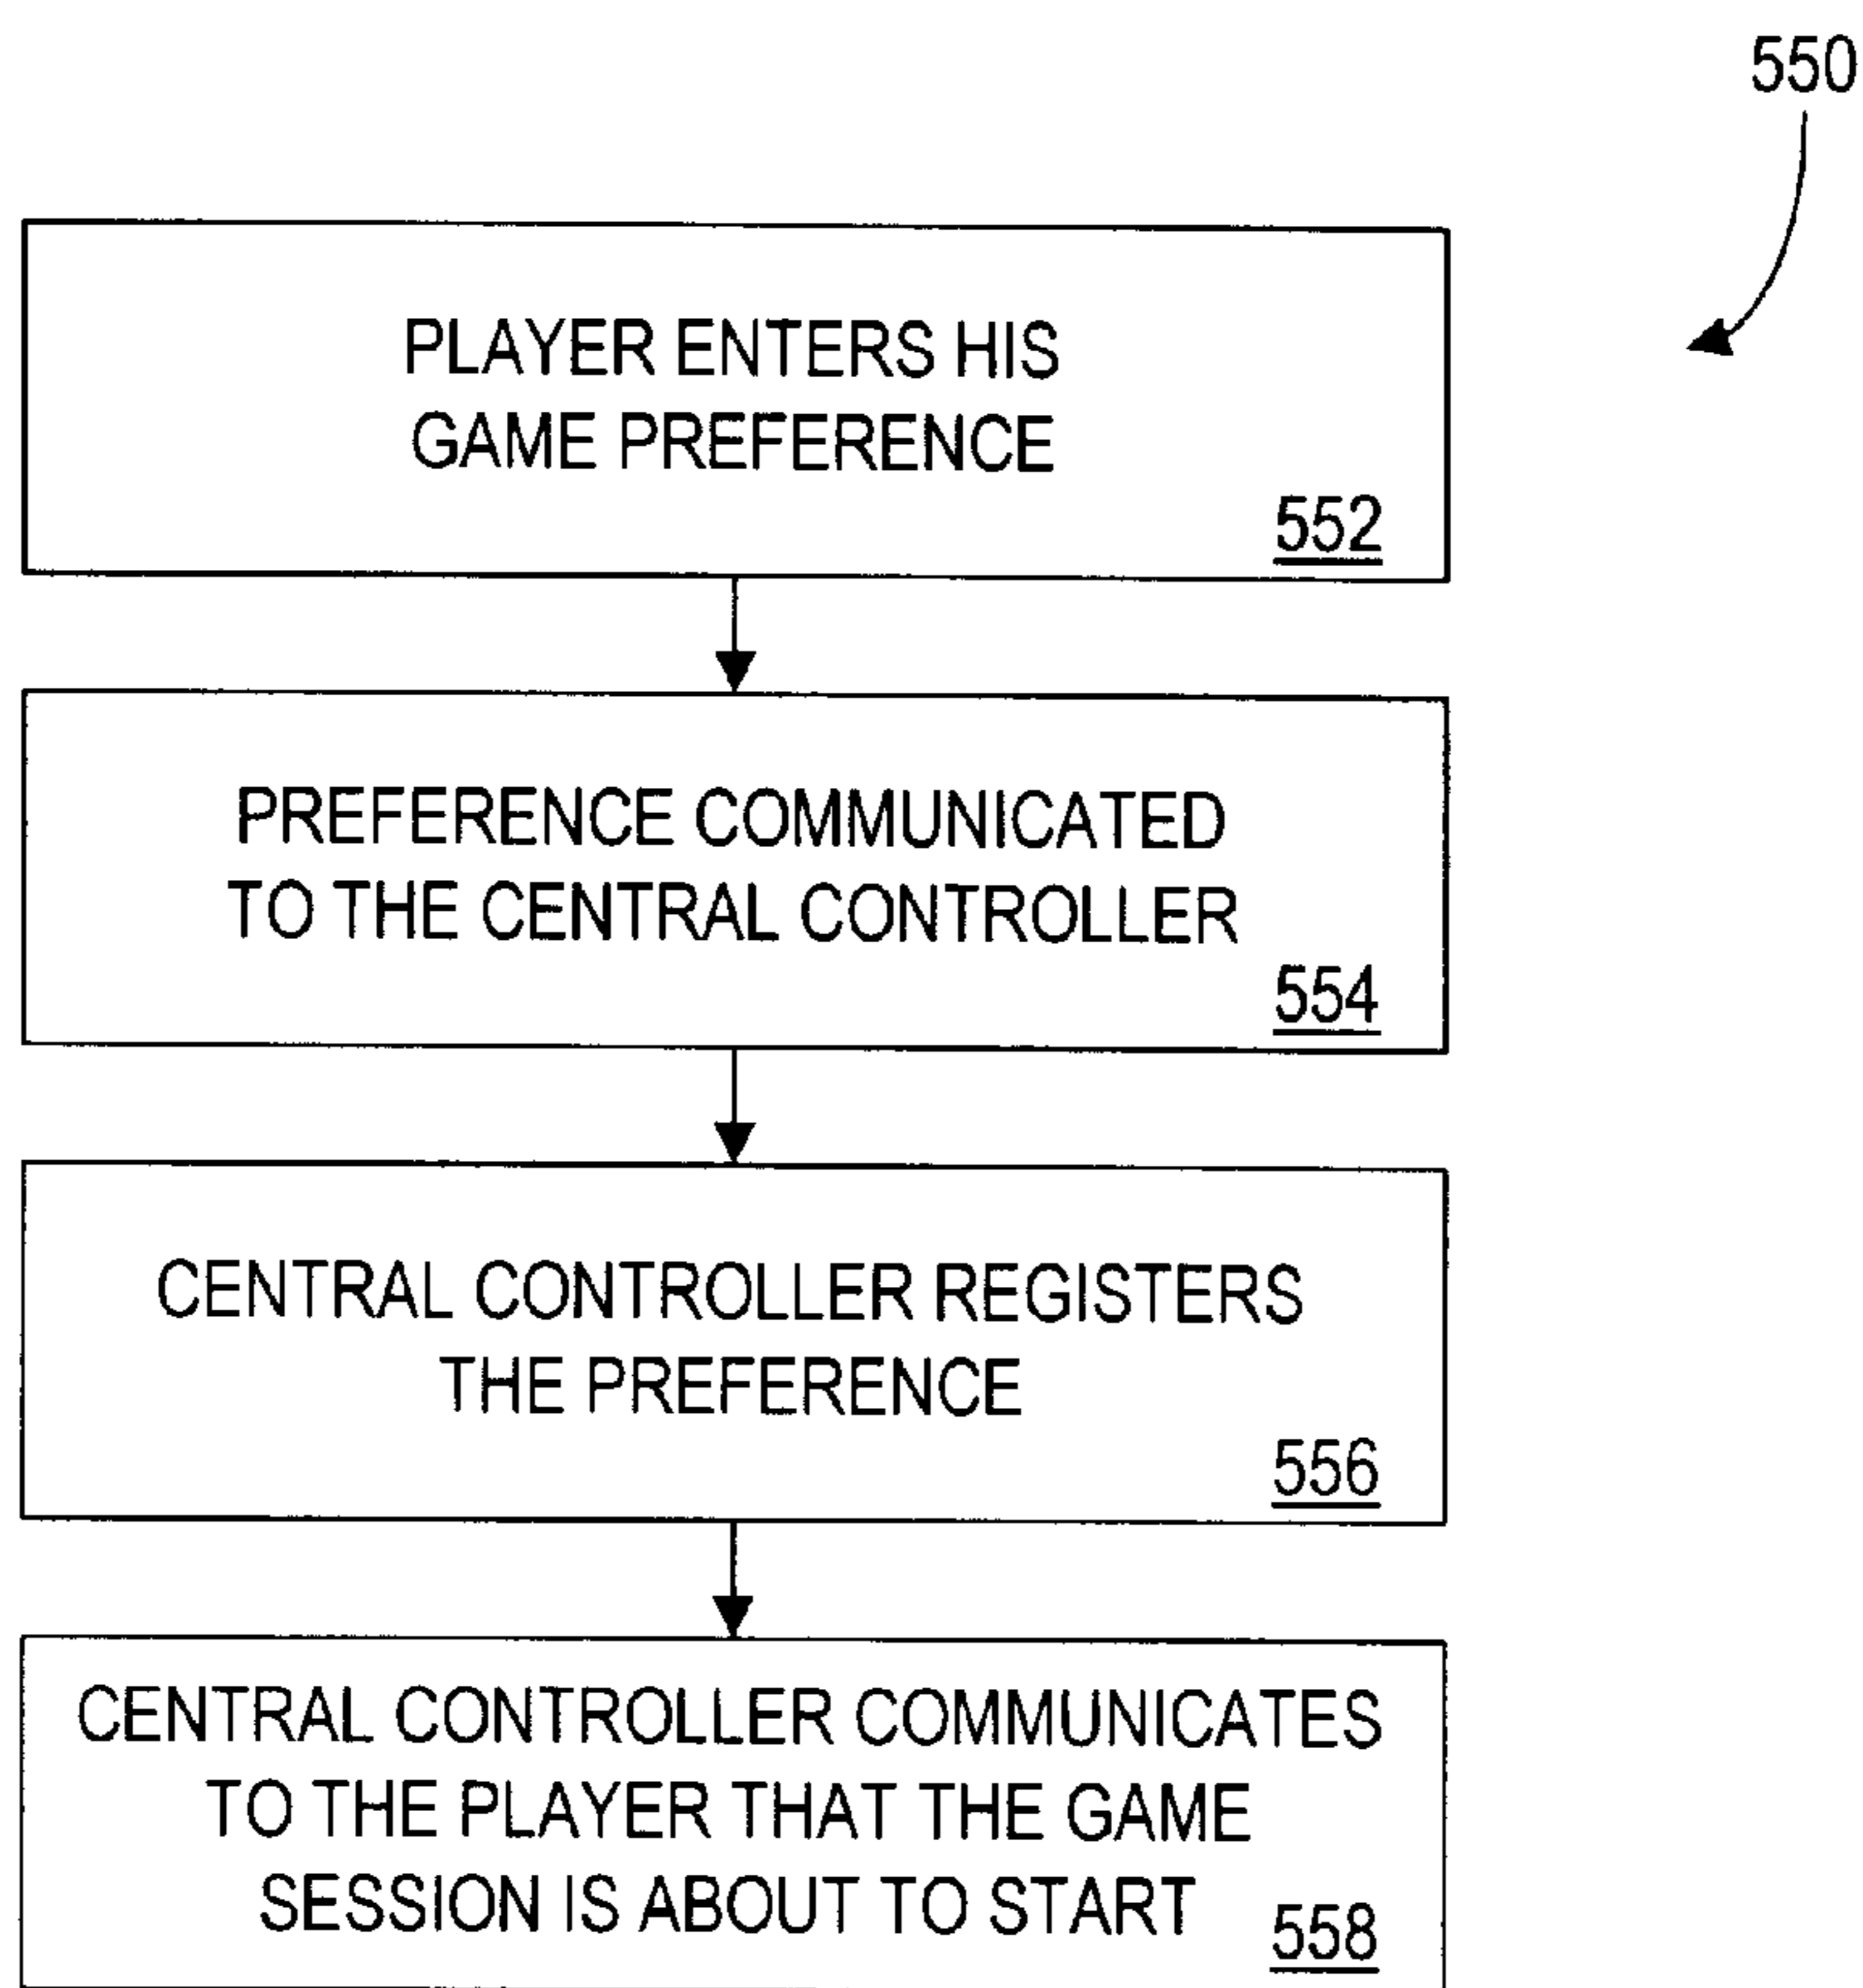 550
PLAYER ENTERS HIS
GAME PREFERENCE
552
PREFERENCE COMMUNICATED
TO THE CENTRAL CONTROLLER
554
CENTRAL CONTROLLER REGISTERS
THE PREFERENCE
556
CENTRAL CONTROLLER COMMUNICATES
TO THE PLAYER THAT THE GAME
SESSION IS ABOUT TO START
558